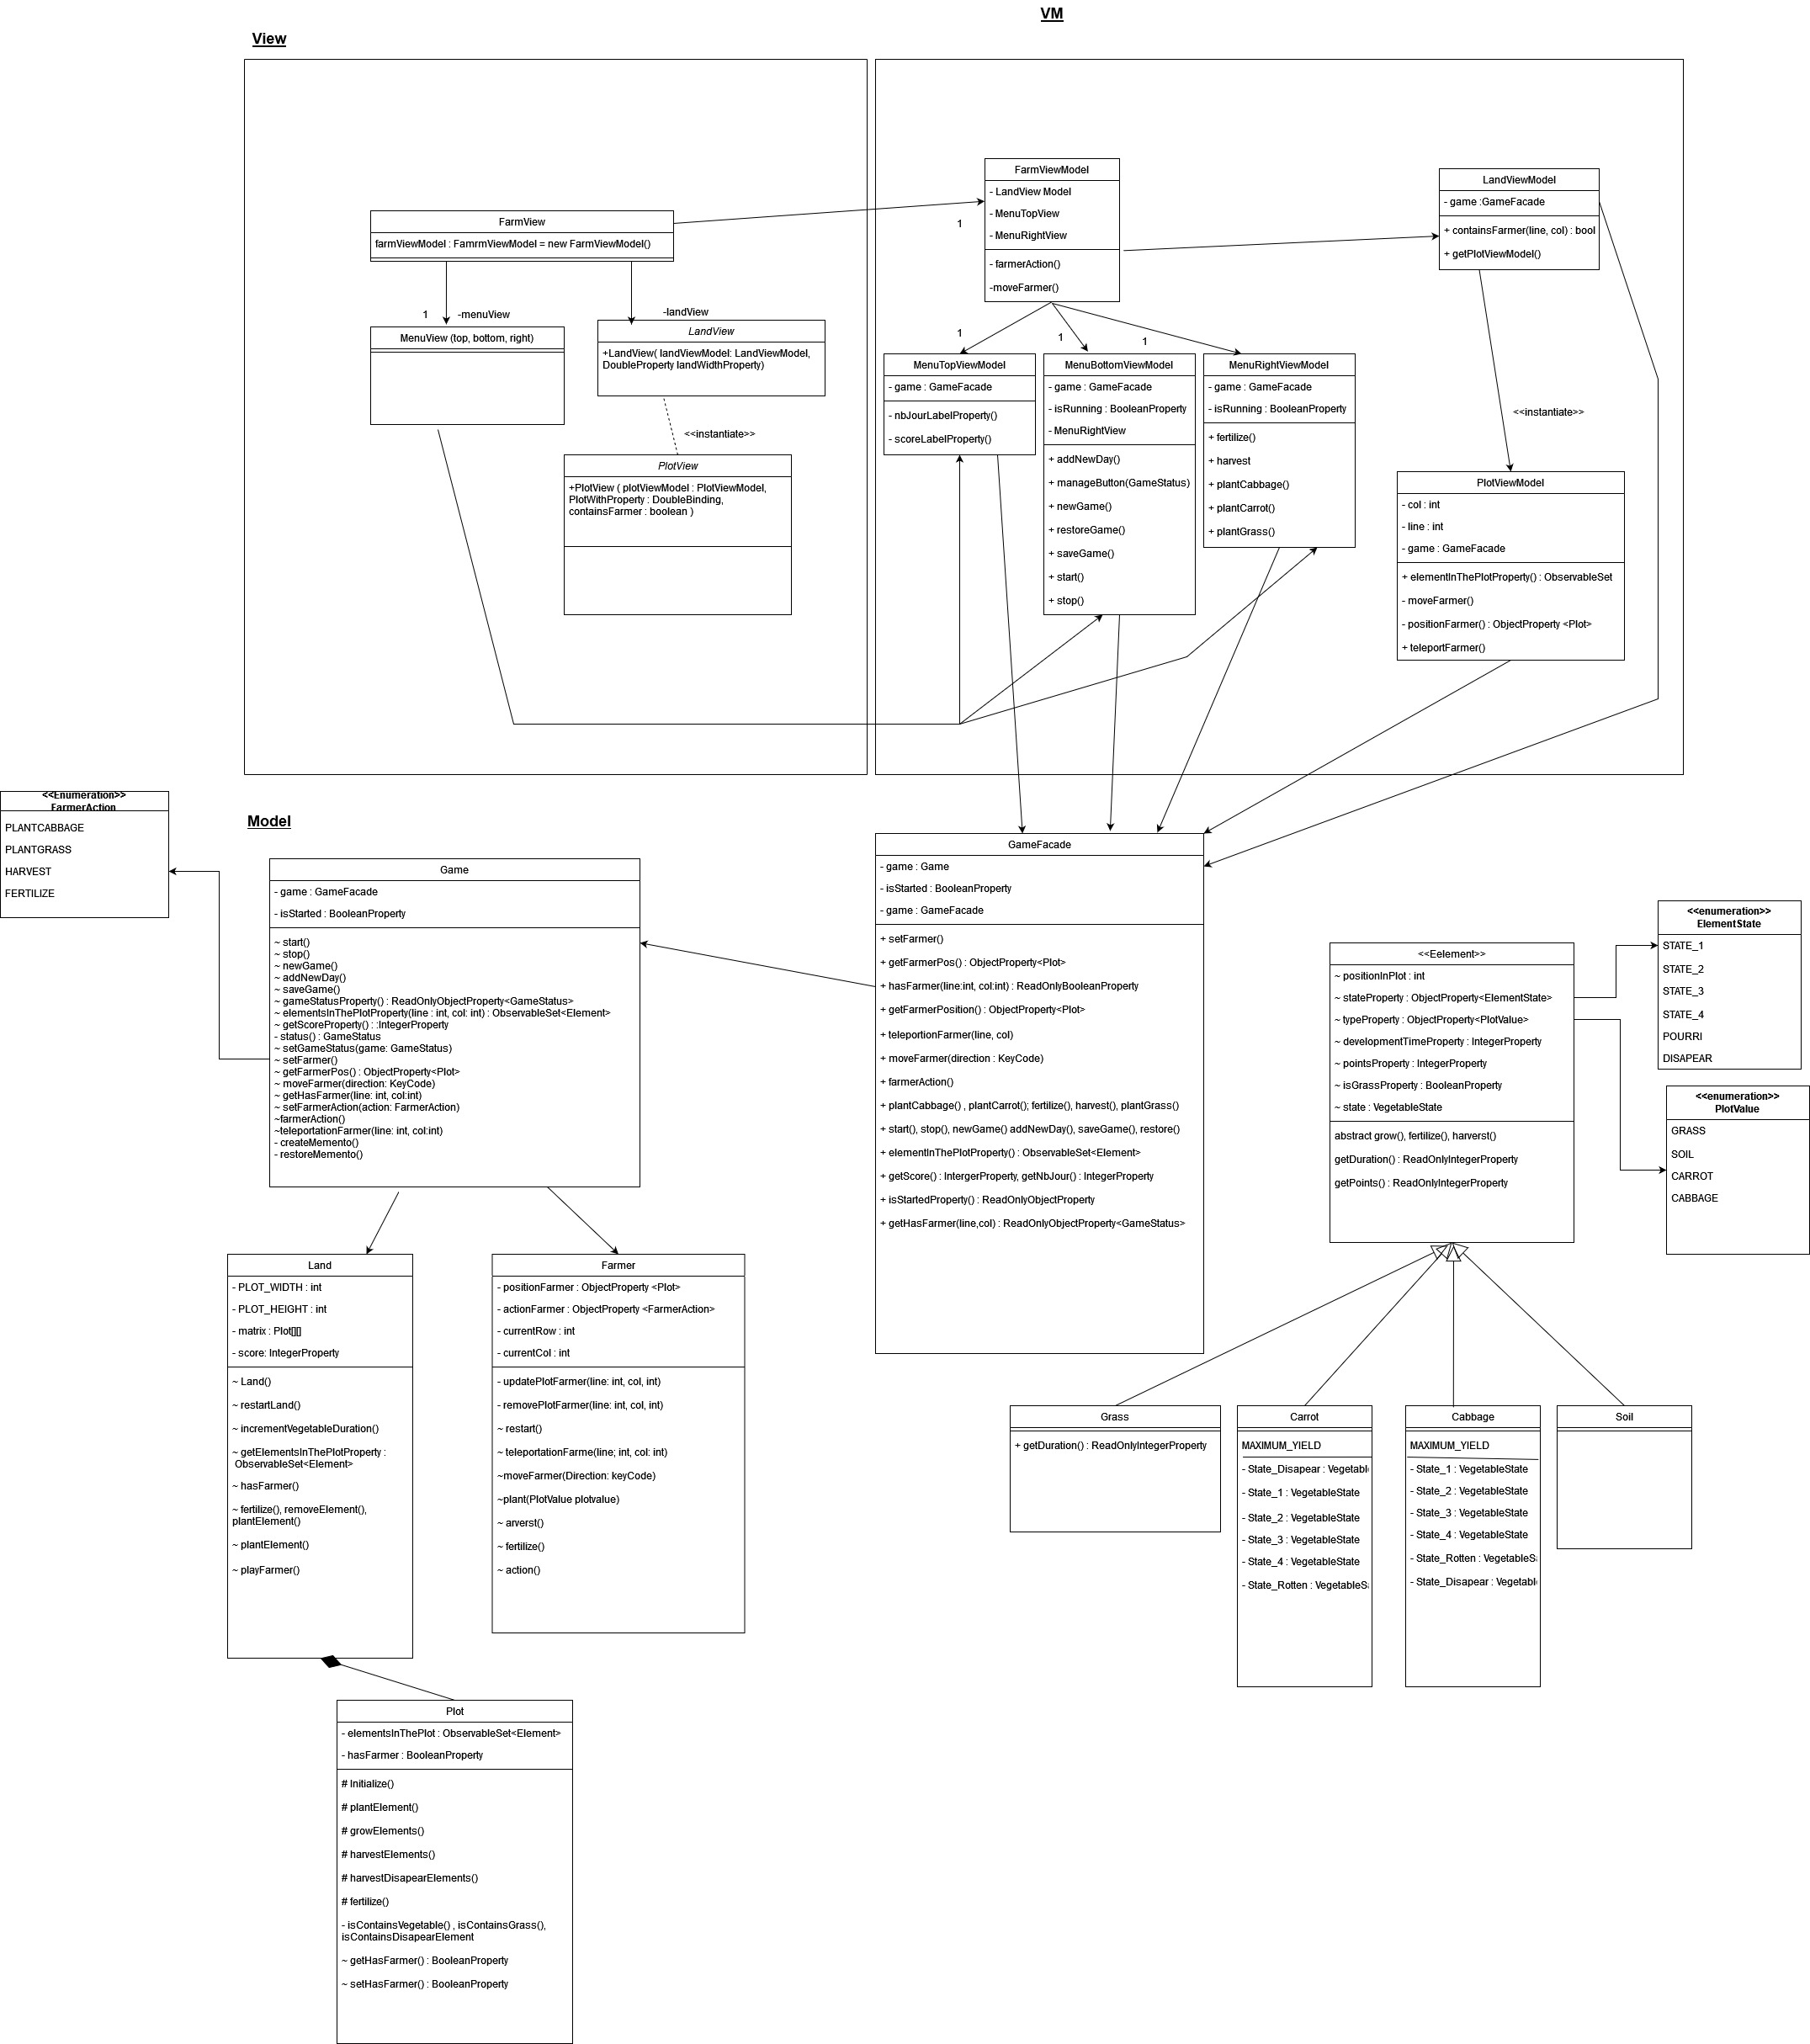 VM
View
FarmView
farmViewModel : FamrmViewModel = new FarmViewModel()
1
-menuView
-landView
MenuView (top, bottom, right)
LandView
+LandView( landViewModel: LandViewModel,
DoubleProperty landWidthProperty)
<<instantiate>>
PlotView
+PlotView ( plotViewModel : PlotViewModel,
PlotWithProperty : DoubleBinding,
containsFarmer : boolean )
FarmViewModel
- LandView Model
- MenuTopView
- MenuRightView
- farmerAction()
-moveFarmer()
1
LandViewModel
- game :GameFacade
+ containsFarmer(line, col) : bool
+ getPlotViewModel()
1
1
1
MenuTopViewModel
- game : GameFacade
- nbJourLabelProperty()
- scoreLabelProperty()
MenuBottomViewModel
- game : GameFacade
- isRunning : BooleanProperty
- MenuRightView
+ addNewDay()
+ manageButton(GameStatus)
+ newGame()
+ restoreGame()
+ saveGame()
+ start()
+ stop()
MenuRightViewModel
- game : GameFacade
- isRunning : BooleanProperty
+ fertilize()
+ harvest
+ plantCabbage()
+ plantCarrot()
+ plantGrass()
<<instantiate>>
PlotViewModel
- col : int
- line : int
- game : GameFacade
+ elementInThePlotProperty() : ObservableSet
- moveFarmer()
- positionFarmer() : ObjectProperty <Plot>
+ teleportFarmer()
<<Enumeration>>
FarmerAction
PLANTCABBAGE
PLANTGRASS
HARVEST
FERTILIZE
Model
Game
- game : GameFacade
- isStarted : BooleanProperty
~ start()
~ stop()
~ newGame()
~ addNewDay()
~ saveGame()
~ gameStatusProperty() : ReadOnlyObjectProperty<GameStatus>
~ elementsInThePlotProperty(line : int, col: int) : ObservableSet<Element>
~ getScoreProperty() : :IntegerProperty
- status() : GameStatus
~ setGameStatus(game: GameStatus)
~ setFarmer()
~ getFarmerPos() : ObjectProperty<Plot>
~ moveFarmer(direction: KeyCode)
~ getHasFarmer(line: int, col:int)
~ setFarmerAction(action: FarmerAction)
~farmerAction()
~teleportationFarmer(line: int, col:int)
- createMemento()
- restoreMemento()
GameFacade
- game : Game
- isStarted : BooleanProperty
- game : GameFacade
+ setFarmer()
+ getFarmerPos() : ObjectProperty<Plot>
+ hasFarmer(line:int, col:int) : ReadOnlyBooleanProperty
+ getFarmerPosition() : ObjectProperty<Plot>
+ teleportionFarmer(line, col)
+ moveFarmer(direction : KeyCode)
+ farmerAction()
+ plantCabbage() , plantCarrot(); fertilize(), harvest(), plantGrass()
+ start(), stop(), newGame() addNewDay(), saveGame(), restore()
+ elementInThePlotProperty() : ObservableSet<Element>
+ getScore() : IntergerProperty, getNbJour() : IntegerProperty
+ isStartedProperty() : ReadOnlyObjectProperty
+ getHasFarmer(line,col) : ReadOnlyObjectProperty<GameStatus>
<<Eelement>>
~ positionInPlot : int
~ stateProperty : ObjectProperty<ElementState>
~ typeProperty : ObjectProperty<PlotValue>
~ developmentTimeProperty : IntegerProperty
~ pointsProperty : IntegerProperty
~ isGrassProperty : BooleanProperty
~ state : VegetableState
abstract grow(), fertilize(), harverst()
getDuration() : ReadOnlyIntegerProperty
getPoints() : ReadOnlyIntegerProperty
<<enumeration>>
ElementState
STATE_1
STATE_2
STATE_3
STATE_4
POURRI
DISAPEAR
<<enumeration>>
PlotValue
GRASS
SOIL
CARROT
CABBAGE
Land
- PLOT_WIDTH : int
- PLOT_HEIGHT : int
- matrix : Plot[][]
- score: IntegerProperty
~ Land()
~ restartLand()
~ incrementVegetableDuration()
~ getElementsInThePlotProperty :
ObservableSet<Element>
~ hasFarmer()
~ fertilize(), removeElement(),
plantElement()
~ plantElement()
~ playFarmer()
Farmer
- positionFarmer : ObjectProperty <Plot>
- actionFarmer : ObjectProperty <FarmerAction>
- currentRow : int
- currentCol : int
- updatePlotFarmer(line: int, col, int)
- removePlotFarmer(line: int, col, int)
~ restart()
~ teleportationFarme(line; int, col: int)
~moveFarmer(Direction: keyCode)
~plant(PlotValue plotvalue)
~ arverst()
~ fertilize()
~ action()
Grass
+ getDuration() : ReadOnlyIntegerProperty
Carrot
MAXIMUM_YIELD
- State_Disapear : Vegetabl
- State_1 : VegetableState
- State_2 : VegetableState
- State_3 : VegetableState
- State_4 : VegetableState
- State_Rotten : VegetableS
Cabbage
MAXIMUM_YIELD
- State_1 : VegetableState
- State_2 : VegetableState
- State_3 : VegetableState
- State_4 : VegetableState
- State_Rotten : VegetableS
- State_Disapear : Vegetabl
Soil
Plot
- elementsInThePlot : ObservableSet<Element>
- hasFarmer : BooleanProperty
# Initialize()
# plantElement()
# growElements()
# harvestElements()
# harvestDisapearElements()
# fertilize()
- isContainsVegetable() , isContainsGrass(),
isContainsDisapearElement
~ getHasFarmer() : BooleanProperty
~ setHasFarmer() : BooleanProperty